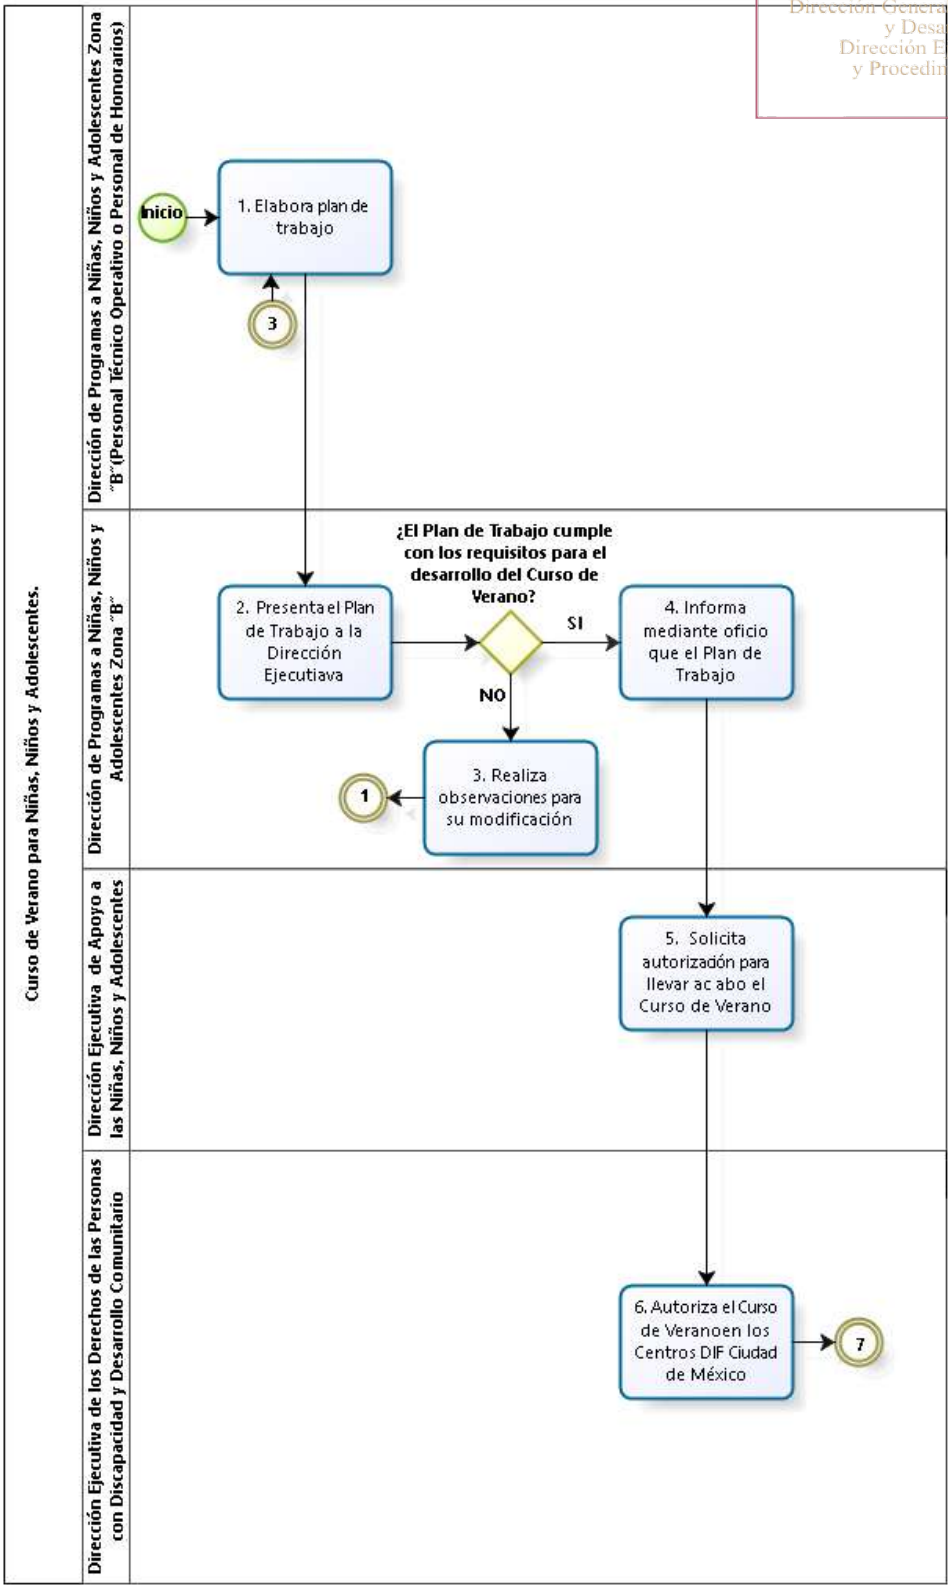 Dirección Genera
y Desa
Dirección E
y Procedin
Curso de Verano para Niñas, Niños y Adolescentes.
Dirección de Programas a Niñas, Niños y Adolescentes Zona
"B"(Personal Técnico Operativo o Personal de Honorarios)
Inicio
1. Elabora plan de
trabajo
3
Dirección de Programas a Niñas, Niños y
Adolescentes Zona "B"
¿El Plan de Trabajo cumple
con los requisitos para el
desarrollo del Curso de
Verano?
2. Presenta el Plan
de Trabajo a la
Dirección
Ejecutiava
SI
NO
4. Informa
mediante oficio
que el Plan de
Trabajo
3. Realiza
observaciones para
su modificación
1
Dirección Ejecutiva de Apoyo a
las Niñas, Niños y Adolescentes
5. Solicita
autorización para
llevar ac abo el
Curso de Verano
Dirección Ejecutiva de los Derechos de las Personas
con Discapacidad y Desarrollo Comunitario
6. Autoriza el Curso
de Veranoen los
Centros DIF Ciudad
de México
7